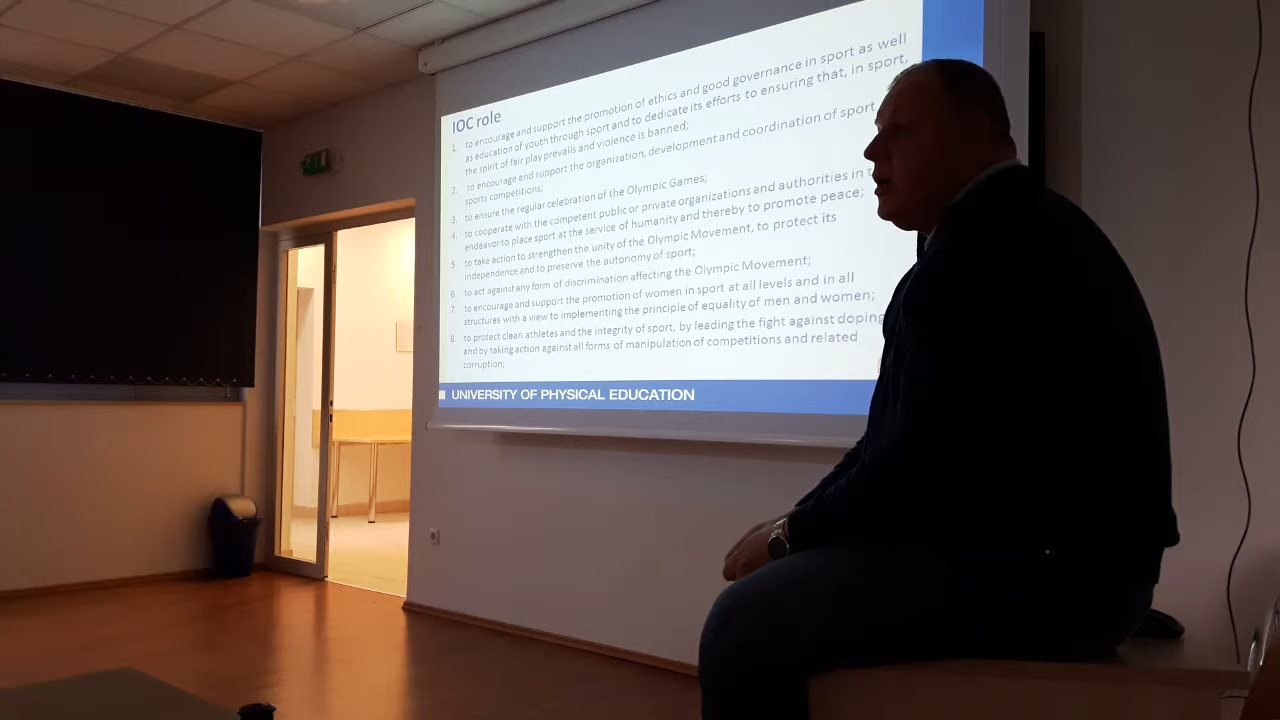 IOC role
1. to encourage and support the promotion of ethics and good governance in sport as well
as education of youth through sport and to dedicate its efforts to ensuring that, in sport,
the spirit of fair play prevails and violence is banned;
2. to encourage and support the organization, development and coordination of sport
sports competitions;
3. to ensure the regular celebration of the Olympic Games;
4. to cooperate with the competent public or private organizations and authorities in
endeavor to place sport at the service of humanity and thereby to promote peace;
5. to take action to strengthen the unity of the Olympic Movement, to protect its
independence and to preserve the autonomy of sport;
6. to act against any form of discrimination affecting the Olympic Movement;
7. to encourage and support the promotion of women in sport at all levels and in all
structures with a view to implementing the principle of equality of men and women;
8. to protect clean athletes and the integrity of sport, by leading the fight against doping
and by taking action against all forms of manipulation of competitions and related
corruption;
UNIVERSITY OF PHYSICAL EDUCATION